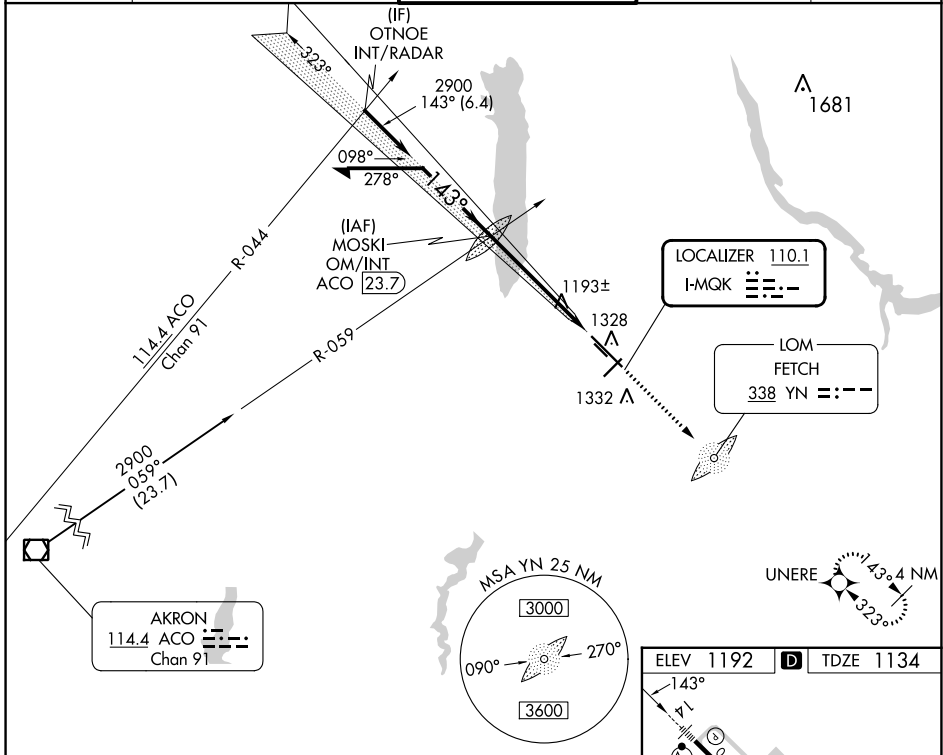 (IF)
OTNOE
INT/RADAR
323°
2900
143° (6.4)
1681
098°
278°
143°
(IAF)
MOSKI
OM/INT
ACO 23.7
R-044
LOCALIZER 110.1
I-MQK
1193±
1328
114.4 ACO
Chan 91
R-059
LOM
FETCH
338 YN
1332
2900
059°
(23.7)
MSA YN 25 NM
3000
090°
270°
3600
UNERE
143° 4 NM
323°
AKRON
114.4 ACO
Chan 91
ELEV 1192 D TDZE 1134
143°
14
P